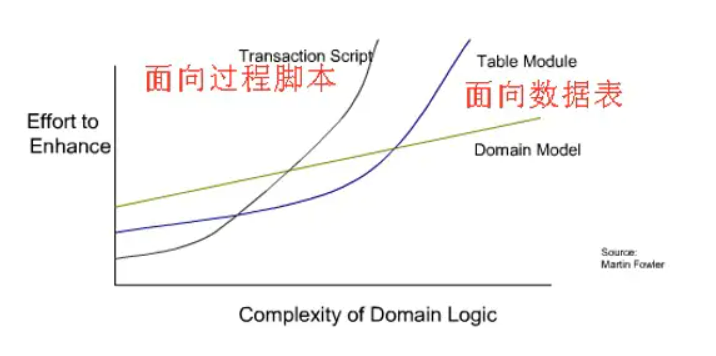 Transaction Script
面向过程脚本
Table Module
面向数据表
Effort to
Enhance
Domain Model
Source:
Martin Fowler
Complexity of Domain Logic